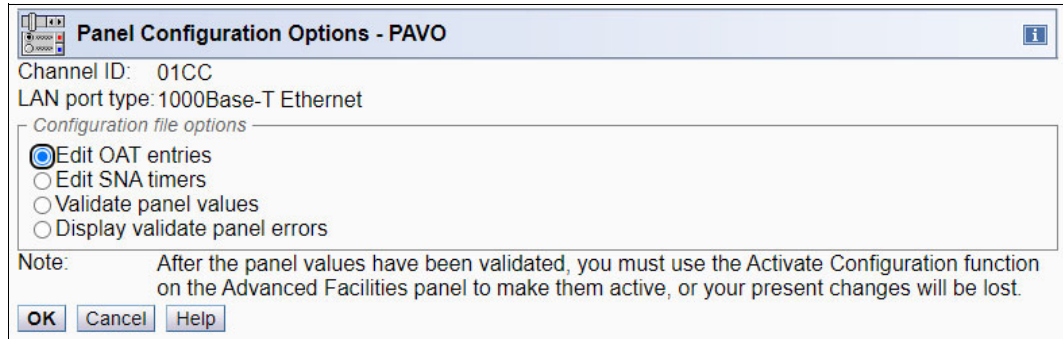 Panel Configuration Options - PAVO
i
Channel ID: 01CC
LAN port type: 1000Base-T Ethernet
Configuration file options
Edit OAT entries
Edit SNA timers
Validate panel values
Display validate panel errors
Note: After the panel values have been validated, you must use the Activate Configuration function
on the Advanced Facilities panel to make them active, or your present changes will be lost.
OK Cancel Help